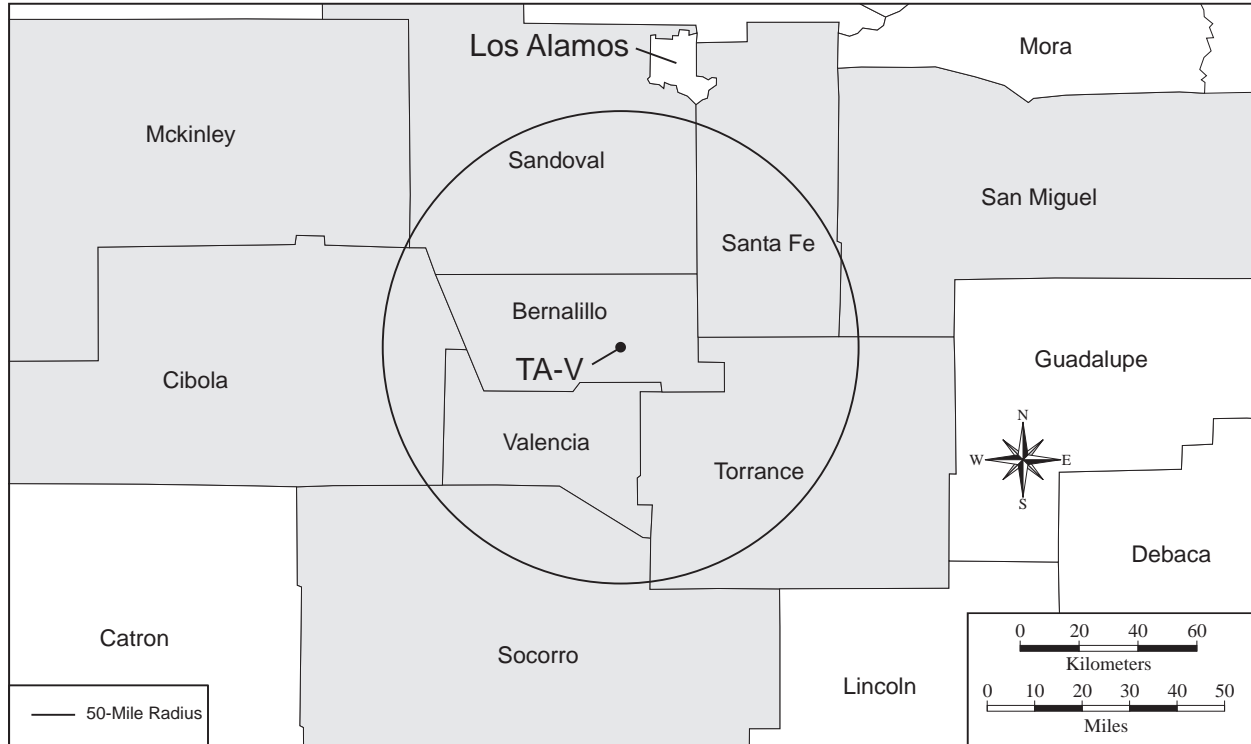 Los Alamos
Mora
Mckinley
Sandoval
San Miguel
Santa Fe
Bernalillo
TA-V
Guadalupe
Cibola
Valencia
Torrance
N
W E
S
Debaca
Catron
Socorro
Lincoln
50-Mile Radius
0 20 40 60
Kilometers
0 10 20 30 40 50
Miles